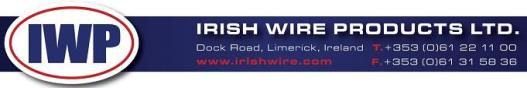 IWP
IRISH WIRE PRODUCTS LTD.
Dock Road, Limerick, Ireland T.+353 (0)61 22 11 00
www.irishwire.com F.+353 (0)61 31 58 36